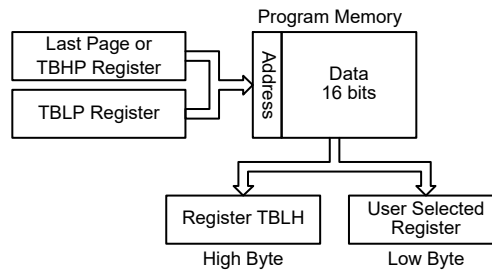 Program Memory
Last Page or
TBHP Register
TBLP Register
Address
Data
16 bits
Register TBLH
User Selected
Register
High Byte
Low Byte